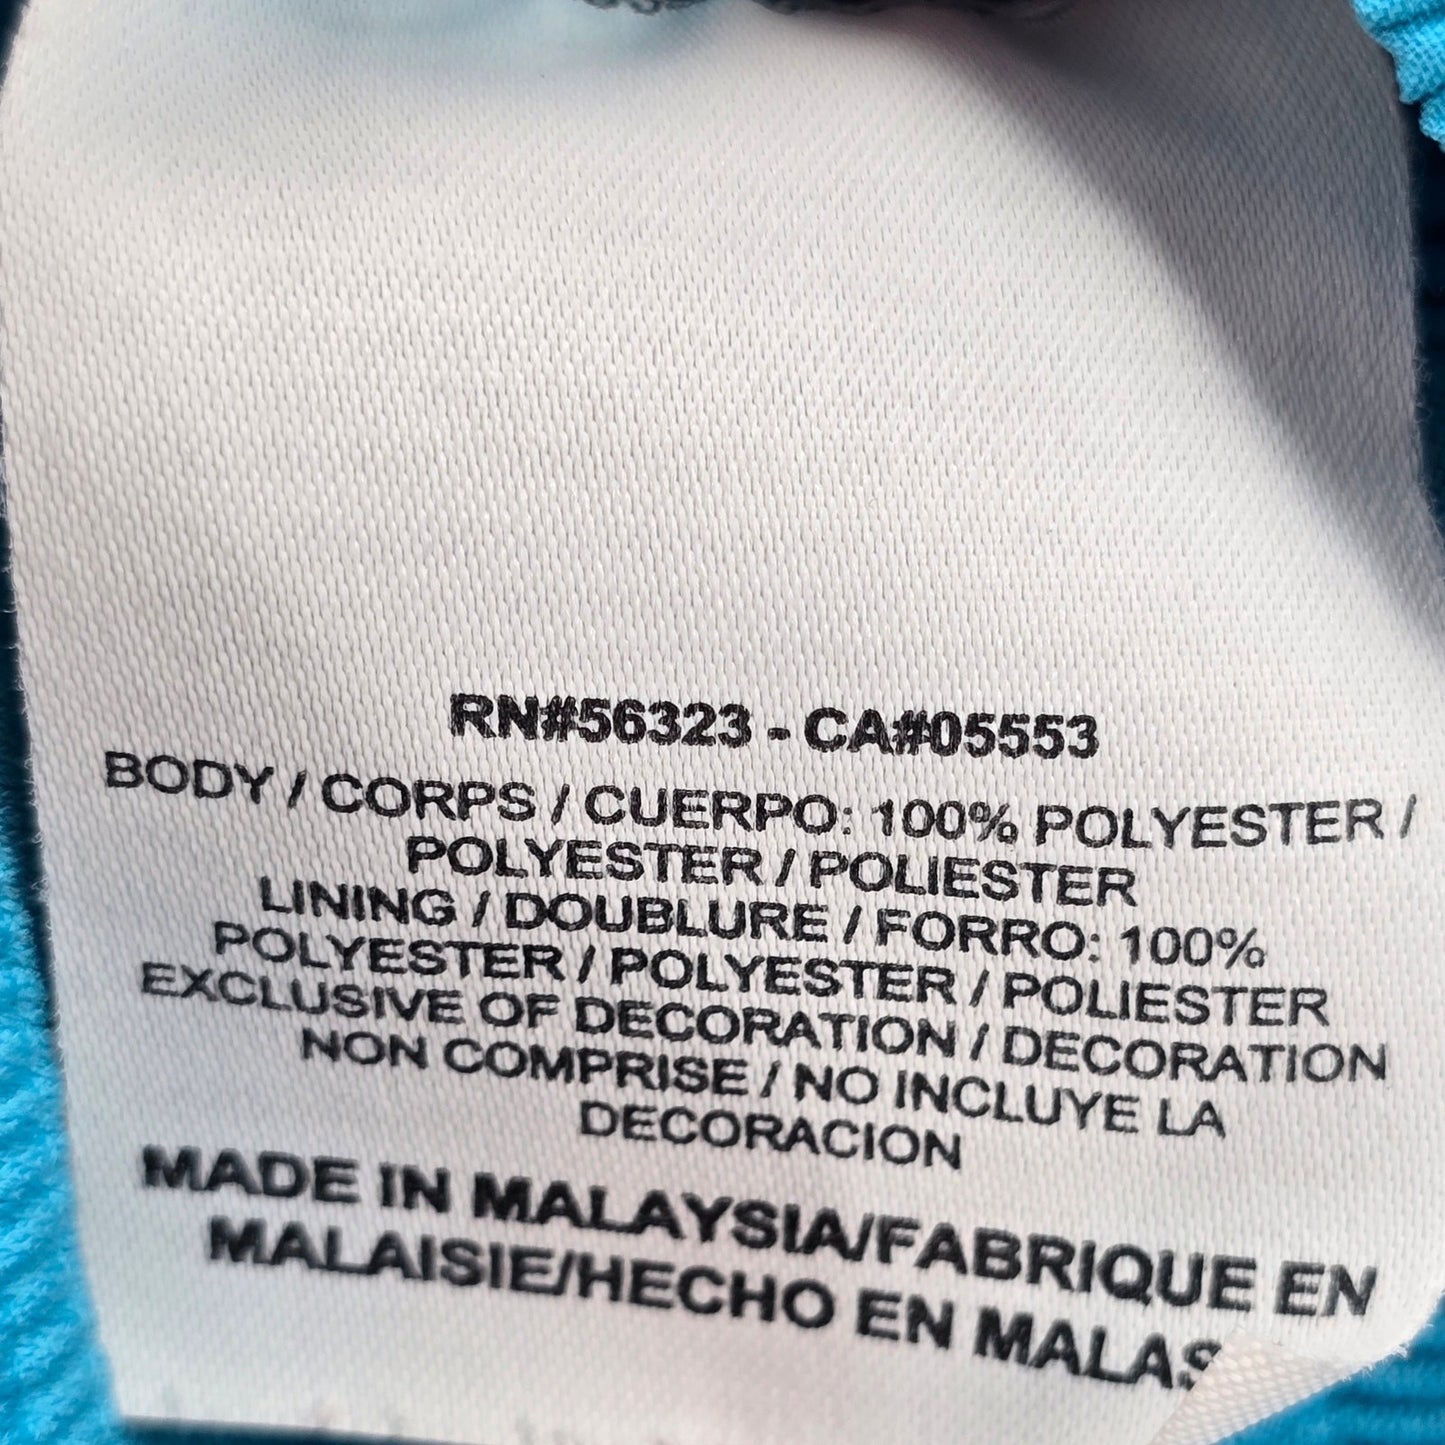 RN#56323 - CA#05553
BODY / CORPS / CUERPO: 100% POLYESTER /
POLYESTER / POLIESTER
LINING / DOUBLURE / FORRO: 100%
POLYESTER / POLYESTER / POLIESTER
EXCLUSIVE OF DECORATION / DECORATION
NON COMPRISE / NO INCLUYE LA
DECORACION
MADE IN MALAYSIA/FABRIQUE EN
MALAISIE/HECHO EN